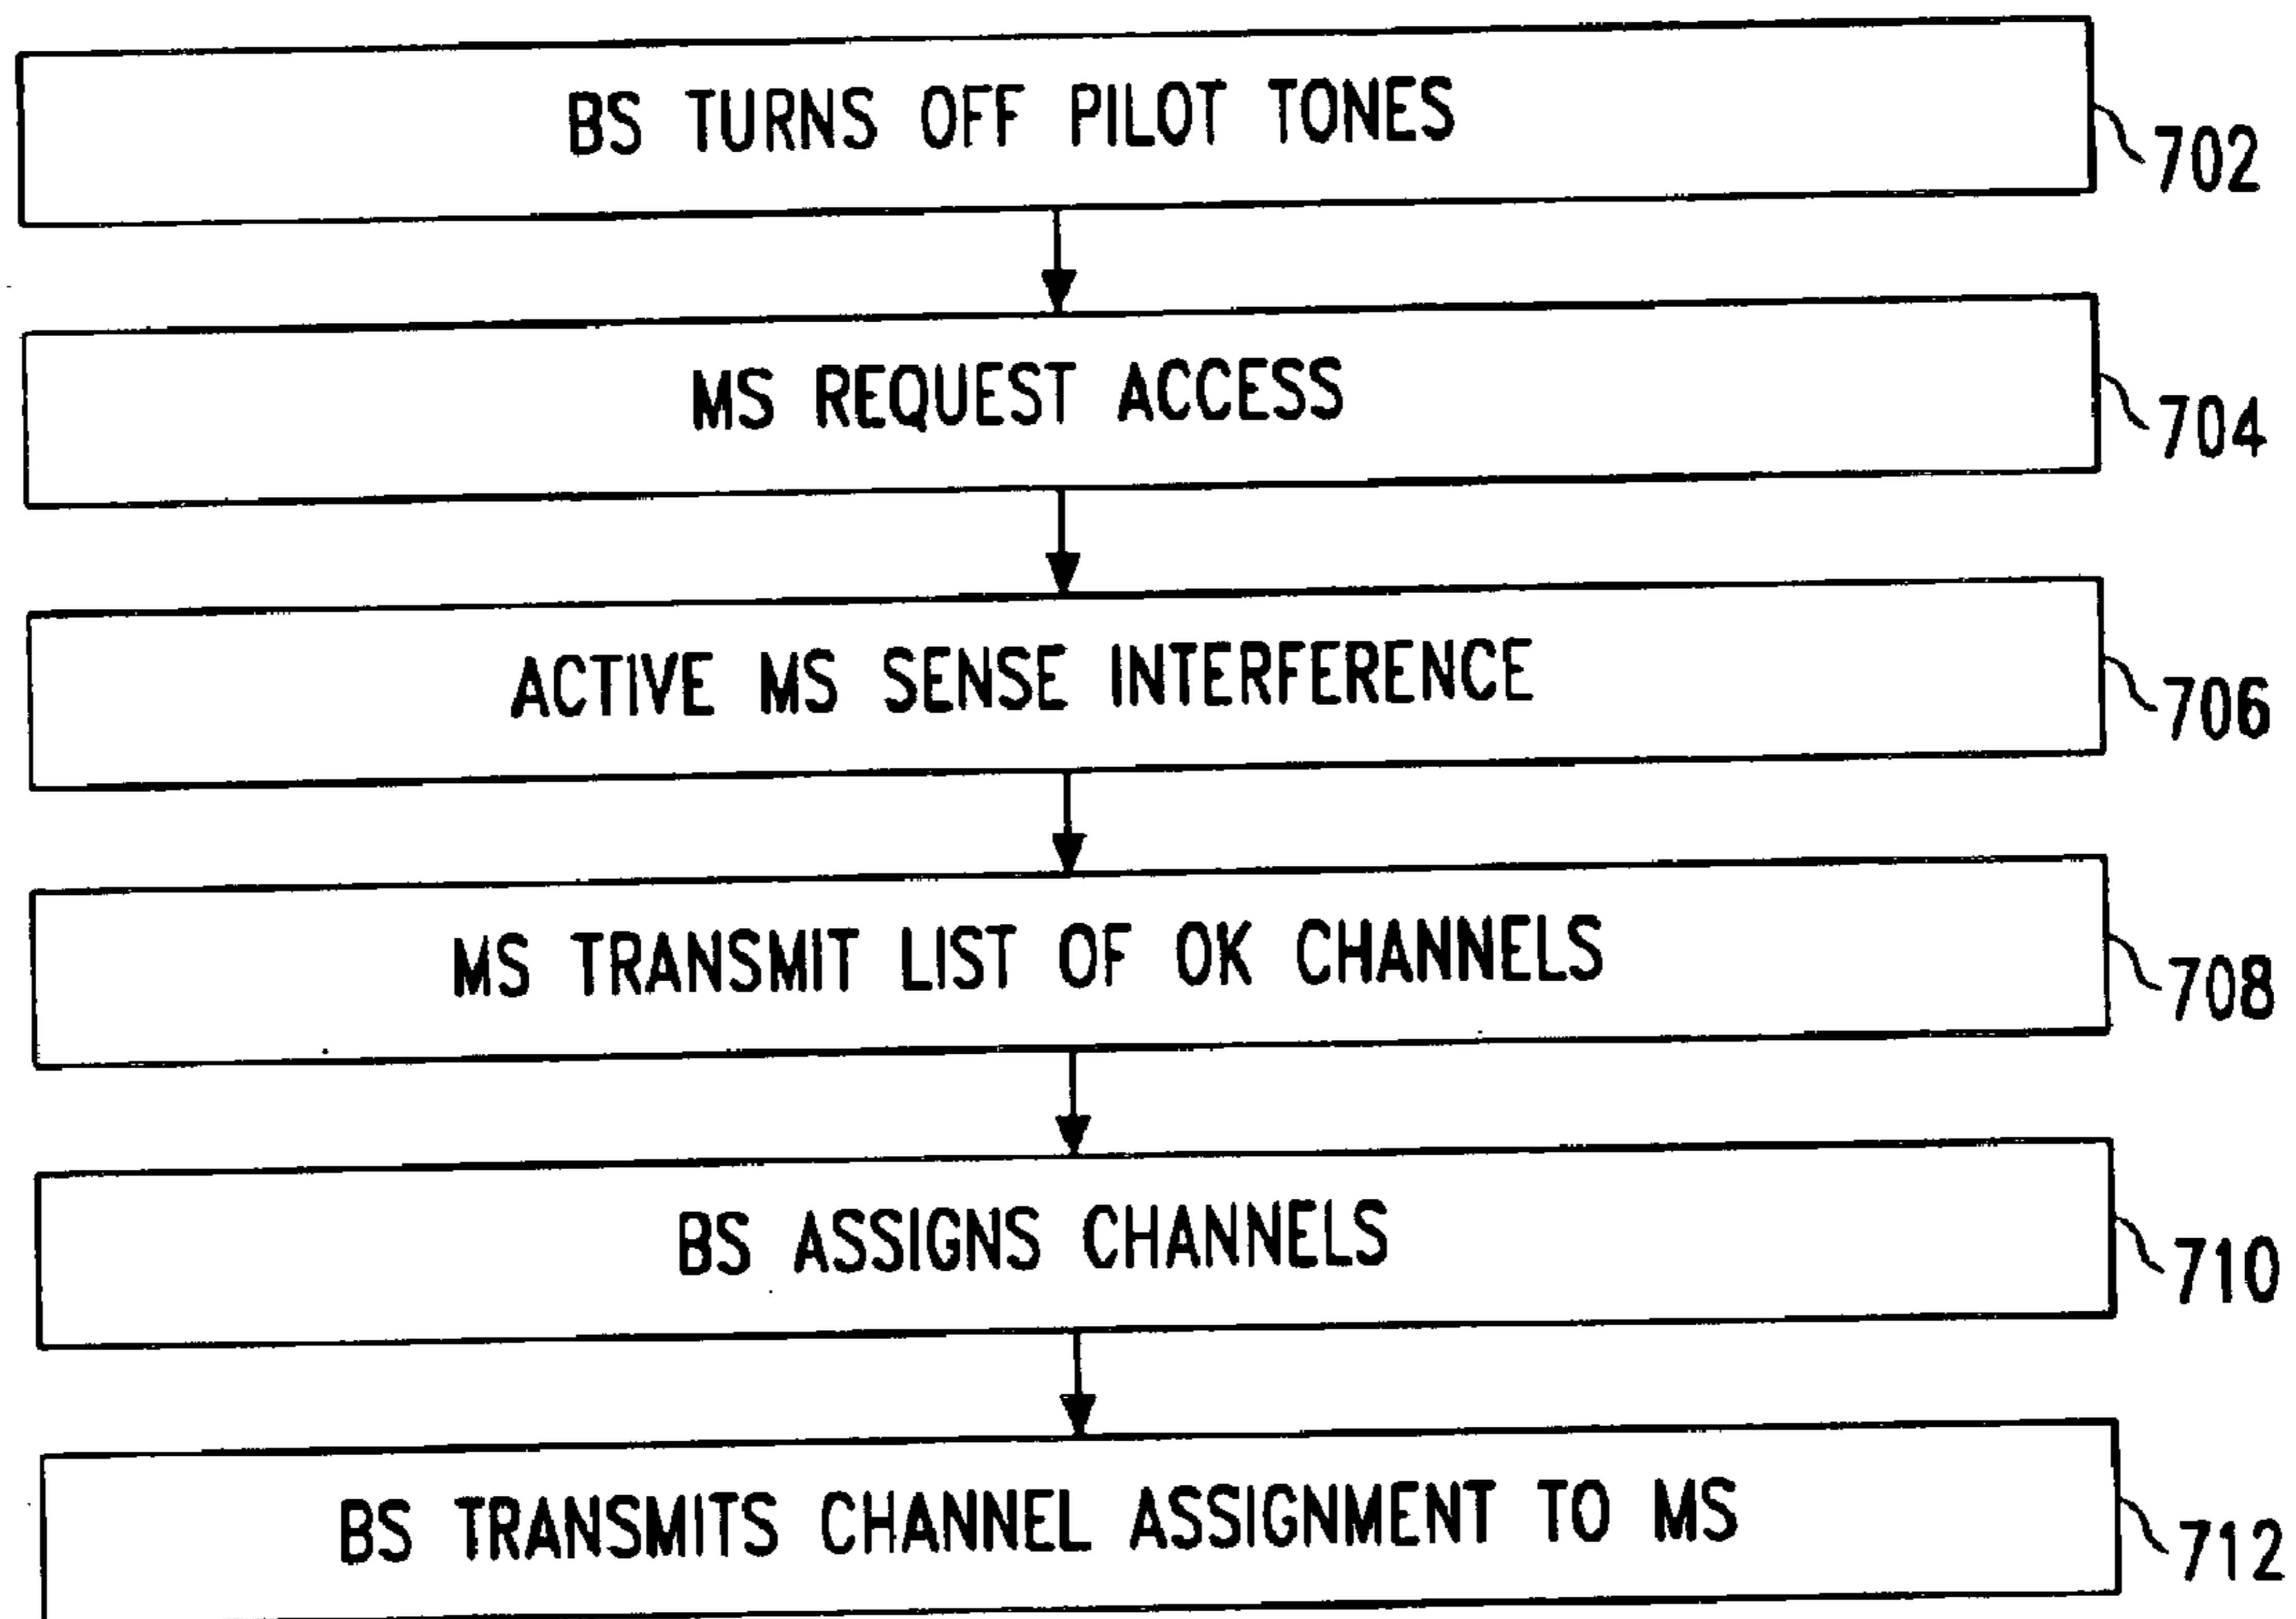 BS TURNS OFF PILOT TONES
702
MS REQUEST ACCESS
704
ACTIVE MS SENSE INTERFERENCE
706
MS TRANSMIT LIST OF OK CHANNELS
708
BS ASSIGNS CHANNELS
710
BS TRANSMITS CHANNEL ASSIGNMENT TO MS
712